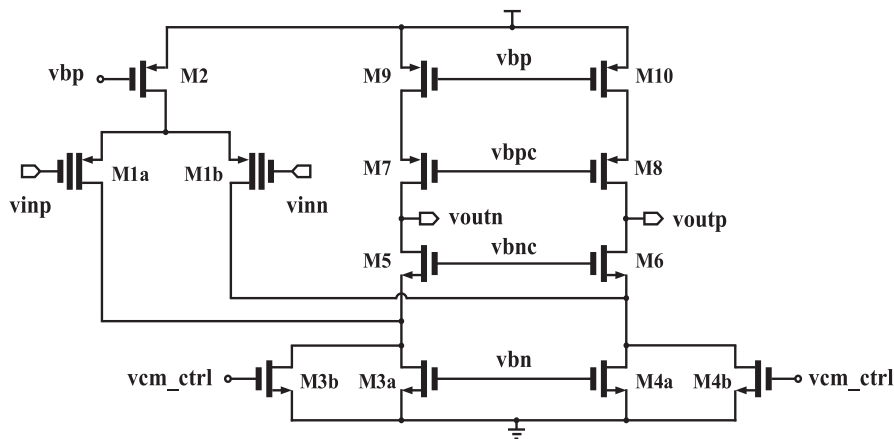 vbp
M2
M9
vbp
M10
vinp
M1a
M1b
vinn
M7
vbpc
M8
voutn
voutp
M5
vbnc
M6
vcm_ctrl
M3b
M3a
vbn
M4a
M4b
vcm_ctrl